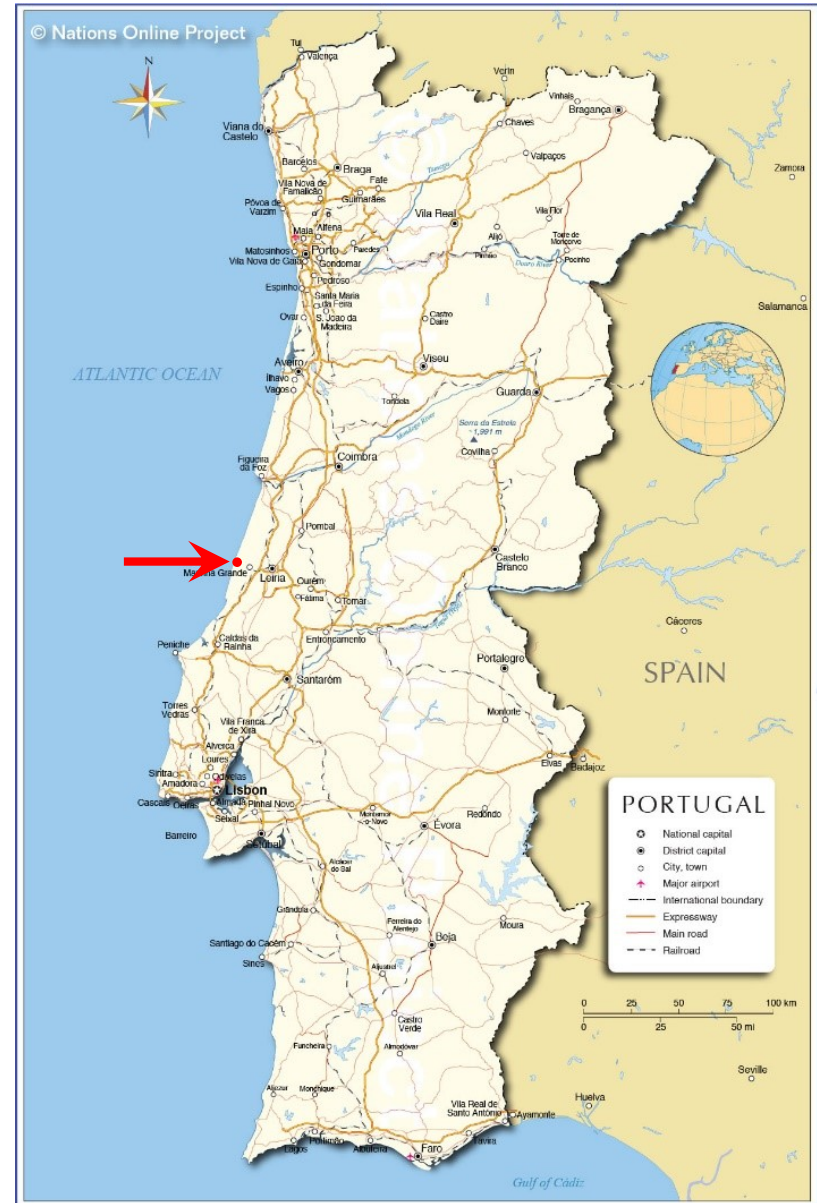 © Nations Online Project
Tui
Valença
Verin
Vinhais
Bragança
Viana do
Castelo
Chaves
Valpaços
Barcelos
Braga
Tamega
Zamora
Vila Nova de
Famalicão
Fafe
Guimarães
Póvoa de
Varzim
Vila Real
Vila Flor
Maia
Alfena
Alijó
Torre de
Moncorvo
Matosinhos
Porto
Paredes
Pinhão
Pocinho
Vila Nova de Gaia
Gondomar
Douro River
Pedroso
Espinho
Santa Maria
da Feira
Salamanca
Ovar
S. Joao da
Madeira
Castro
Daire
Aveiro
Viseu
ATLANTIC OCEAN
Ílhavo
Vagos
Guarda
Tondela
Mondego River
Serra da Estrela
1,991 m
Coimbra
Covilha
Figueira
da Foz
Pombal
Castelo
Branco
Marinha Grande
Leiria
Ourém
Fátima
Tomar
Cáceres
Caldas da
Rainha
Entroncamento
Peniche
Portalegre
SPAIN
Santarém
Torres
Vedras
Monforte
Vila Franca
de Xira
Alverca
Loures
Elvas
Badajoz
Sintra
Odivelas
Amadora
Lisbon
Cascais
Oeiras
Almada
Pinhal Novo
Seixal
Montemor
o-Novo
Redondo
Évora
Barreiro
Setúbal
Alcácer
do Sal
PORTUGAL
National capital
District capital
City, town
Major airport
International boundary
Expressway
Main road
Railroad
Grândola
Ferreira do
Alentejo
Moura
Beja
Santiago do Cacém
Sines
Aljustrel
0 25 50 75 100 km
0 25 50 mi
Castro
Verde
Funcheira
Almodóvar
Seville
Aljezur
Monchique
Huelva
Vila Real de
Santo António
Ayamonte
Lagos
Portimão
Albufeira
Faro
Tavira
Gulf of Cádiz